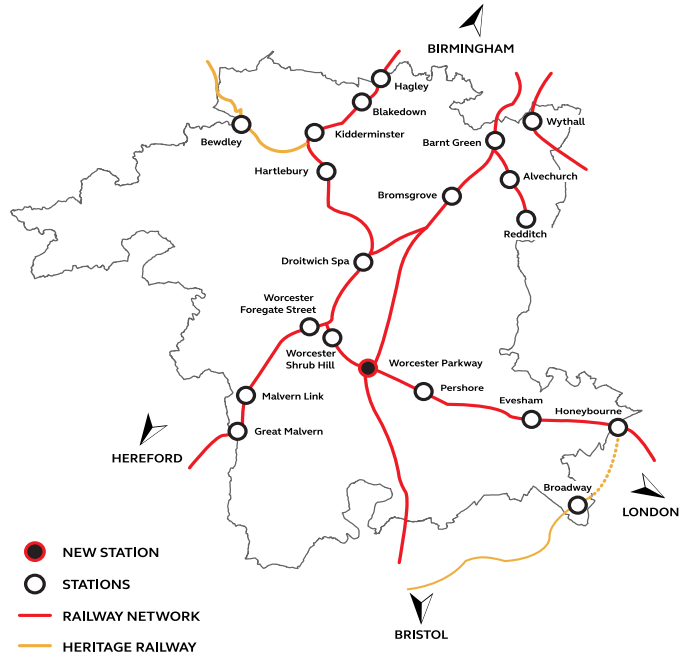 BIRMINGHAM
Hagley
Blakedown
Wythall
Bewdley
Kidderminster
Barnt Green
Hartlebury
Alvechurch
Bromsgrove
Redditch
Droitwich Spa
Worcester
Foregate Street
Worcester
Shrub Hill
Worcester Parkway
Pershore
Malvern Link
Evesham
Honeybourne
Great Malvern
HEREFORD
Broadway
LONDON
NEW STATION
STATIONS
RAILWAY NETWORK
BRISTOL
HERITAGE RAILWAY